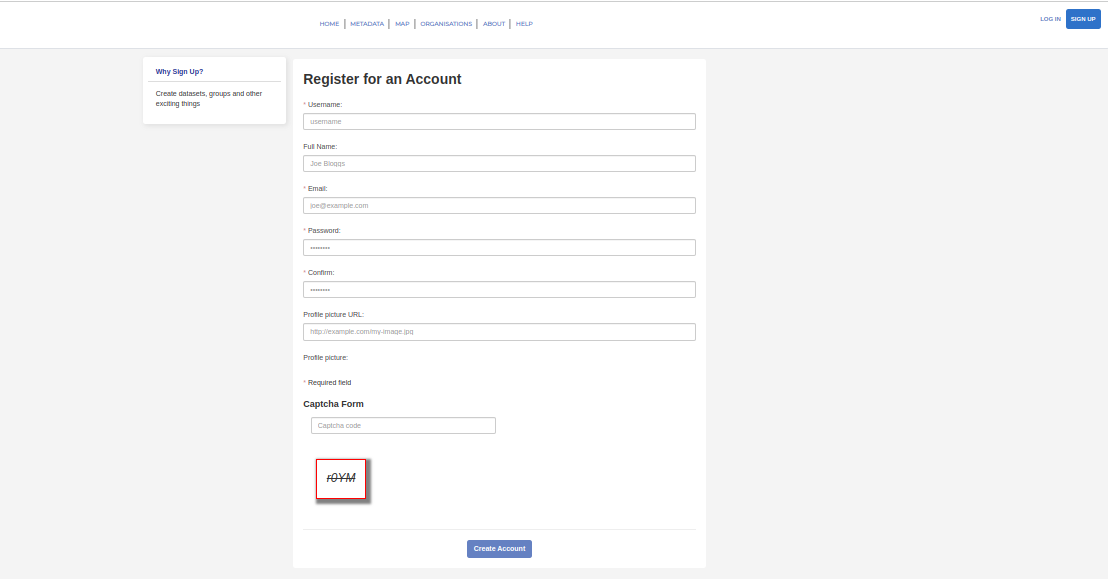 HOME | METADATA | MAP | ORGANISATIONS | ABOUT | HELP
LOG IN
SIGN UP
Why Sign Up?
Create datasets, groups and other
exciting things
Register for an Account
* Username:
username
Full Name:
Joe Bloggs
* Email:
joe@example.com
* Password:
••••••••
* Confirm:
••••••••
Profile picture URL:
http://example.com/my-image.jpg
Profile picture:
* Required field
Captcha Form
Captcha code
r0YM
Create Account